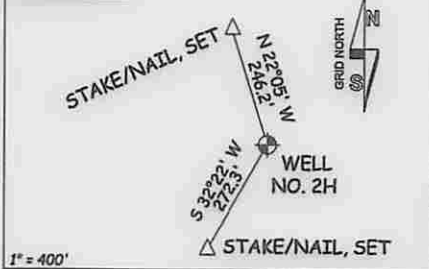 STAKE/NAIL, SET
N 22°05' W
246.2'
GRID NORTH
N
S
S 32°22' W
272.3'
WELL
NO. 2H
STAKE/NAIL, SET
1" = 400'